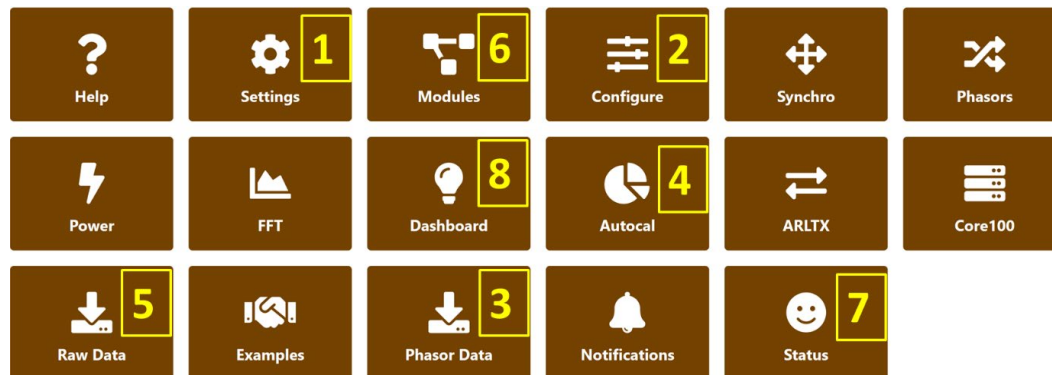 Help
Settings 1
Modules 6
Configure 2
Synchro
Phasors
Power
FFT
Dashboard 8
Autocal 4
ARLTX
Core100
Raw Data 5
Examples
Phasor Data 3
Notifications
Status 7